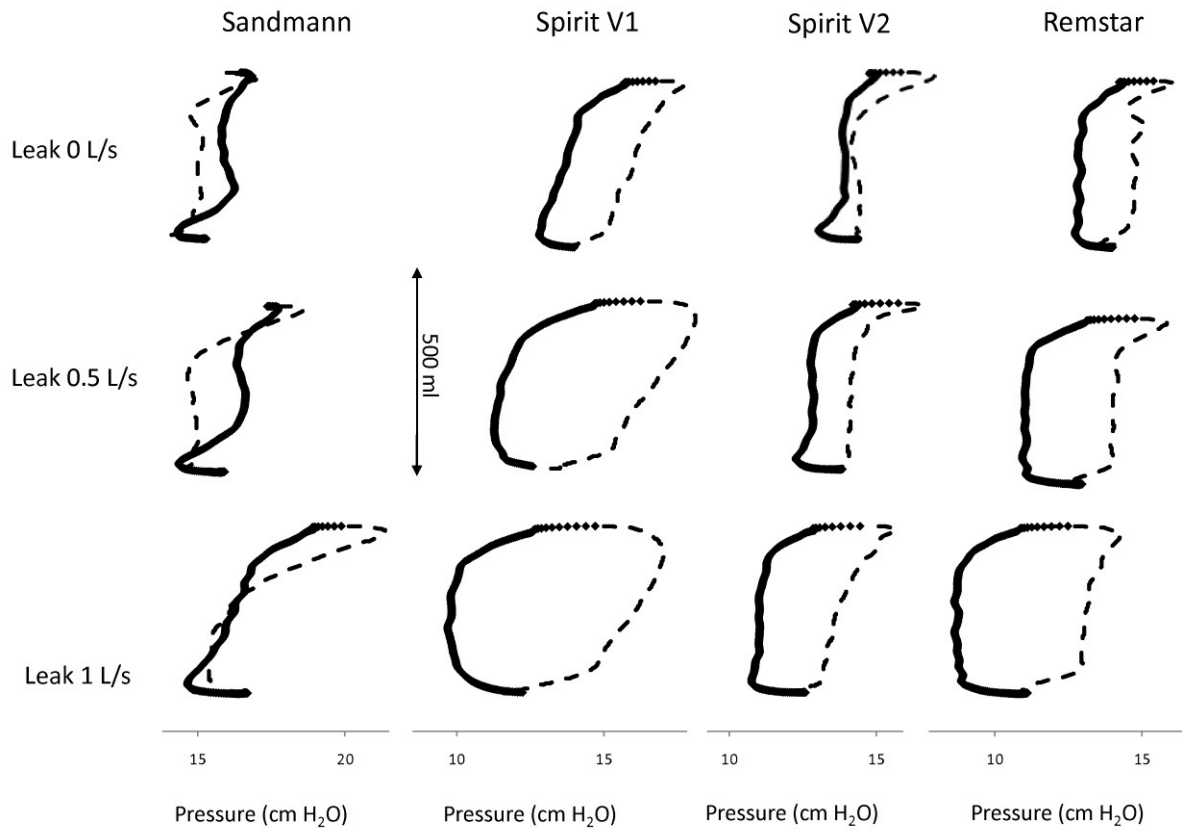 Sandmann Spirit V1 Spirit V2 Remstar
Leak 0 L/s
500 ml
Leak 0.5 L/s
Leak 1 L/s
15 20 10 15 10 15 10 15
Pressure (cm H₂O) Pressure (cm H₂O) Pressure (cm H₂O) Pressure (cm H₂O)